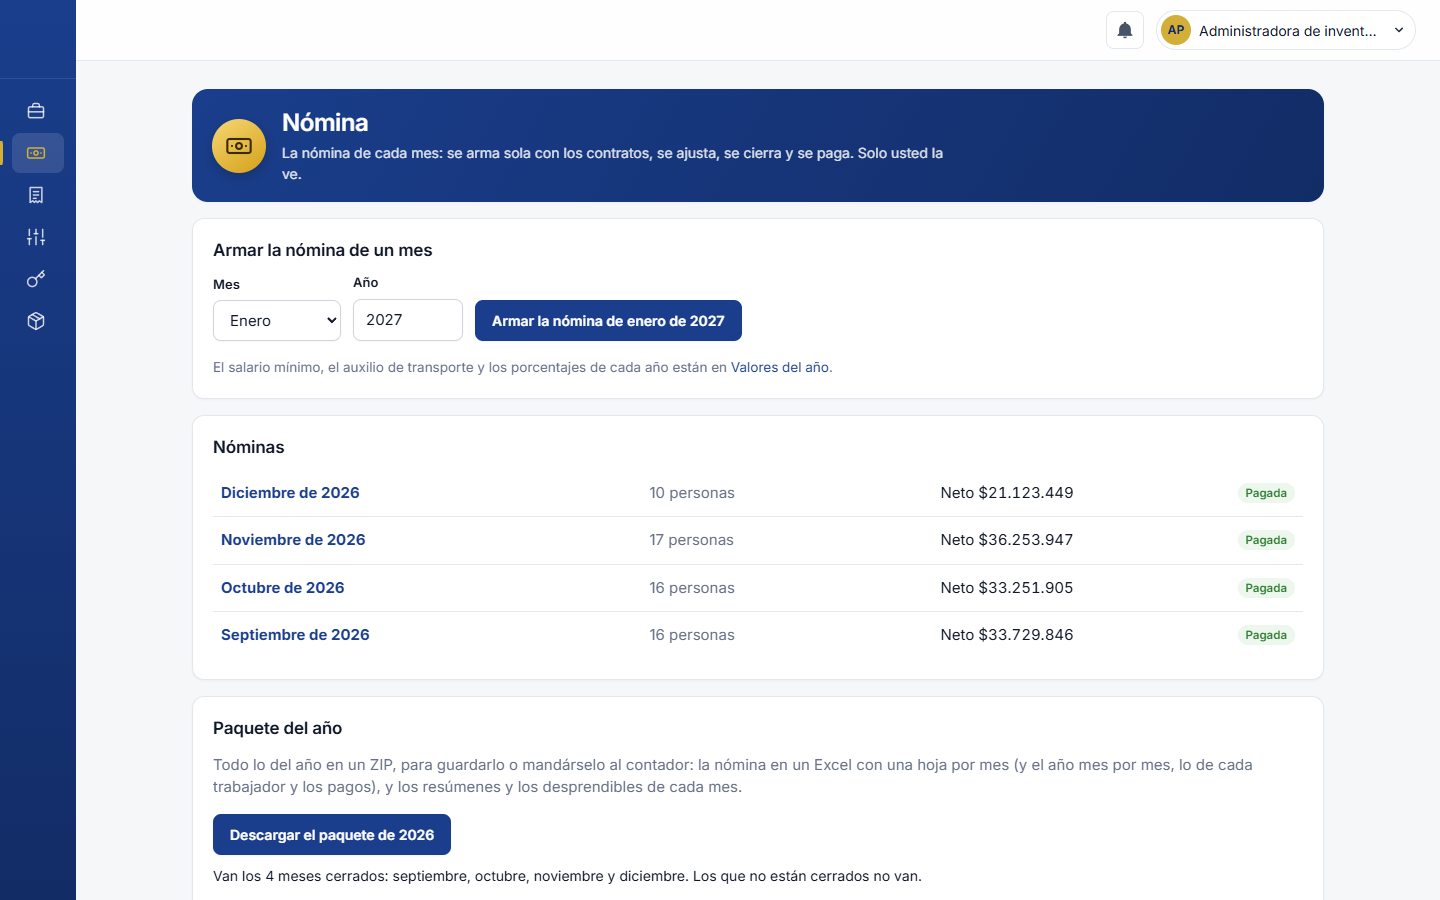 AP
Administradora de invent...
Nómina
La nómina de cada mes: se arma sola con los contratos, se ajusta, se cierra y se paga. Solo usted la
ve.
Armar la nómina de un mes
Mes
Año
Enero
2027
Armar la nómina de enero de 2027
El salario mínimo, el auxilio de transporte y los porcentajes de cada año están en Valores del año.
Nóminas
Diciembre de 2026 10 personas Neto $21.123.449 Pagada
Noviembre de 2026 17 personas Neto $36.253.947 Pagada
Octubre de 2026 16 personas Neto $33.251.905 Pagada
Septiembre de 2026 16 personas Neto $33.729.846 Pagada
Paquete del año
Todo lo del año en un ZIP, para guardarlo o mandárselo al contador: la nómina en un Excel con una hoja por mes (y el año mes por mes, lo de cada
trabajador y los pagos), y los resúmenes y los desprendibles de cada mes.
Descargar el paquete de 2026
Van los 4 meses cerrados: septiembre, octubre, noviembre y diciembre. Los que no están cerrados no van.